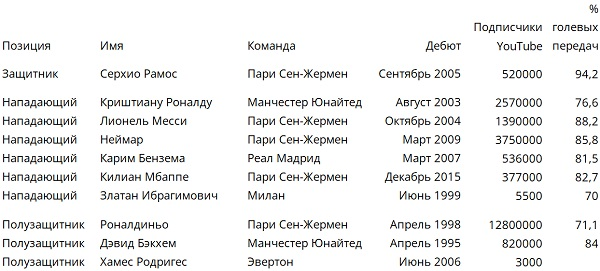 %
Подписчики голевых
Позиция Имя Команда Дебют YouTube передач
Защитник Серхио Рамос Пари Сен-Жермен Сентябрь 2005 520000 94,2
Нападающий Криштиану Роналду Манчестер Юнайтед Август 2003 2570000 76,6
Нападающий Лионель Месси Пари Сен-Жермен Октябрь 2004 1390000 88,2
Нападающий Неймар Пари Сен-Жермен Март 2009 3750000 85,8
Нападающий Карим Бензема Реал Мадрид Март 2007 536000 81,5
Нападающий Килиан Мбаппе Пари Сен-Жермен Декабрь 2015 377000 82,7
Нападающий Златан Ибрагимович Милан Июнь 1999 5500 70
Полузащитник Роналдиньо Пари Сен-Жермен Апрель 1998 12800000 71,1
Полузащитник Дэвид Бэкхем Манчестер Юнайтед Апрель 1995 820000 84
Полузащитник Хамес Родригес Эвертон Июнь 2006 3000